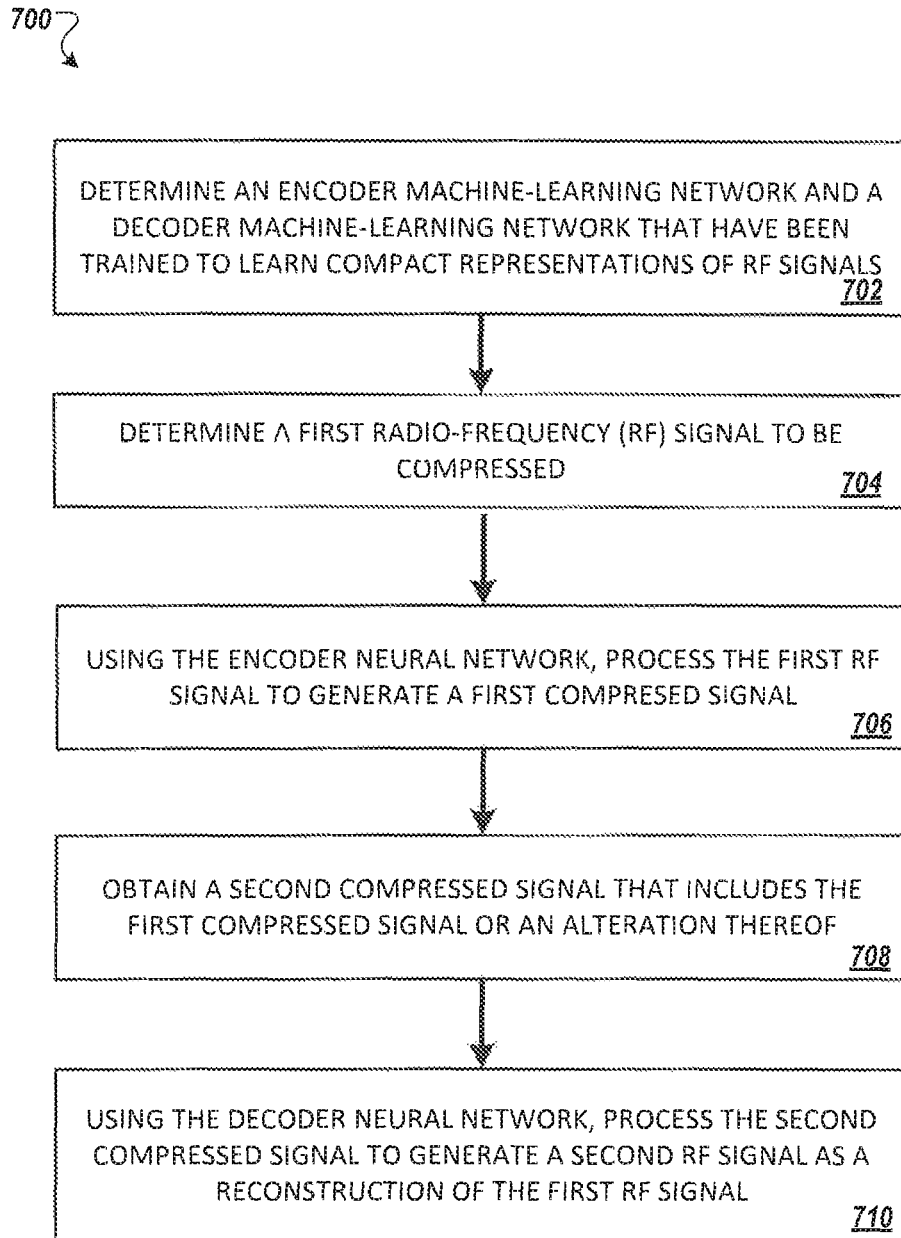 700
DETERMINE AN ENCODER MACHINE-LEARNING NETWORK AND A
DECODER MACHINE-LEARNING NETWORK THAT HAVE BEEN
TRAINED TO LEARN COMPACT REPRESENTATIONS OF RF SIGNALS
702
DETERMINE A FIRST RADIO-FREQUENCY (RF) SIGNAL TO BE
COMPRESSED
704
USING THE ENCODER NEURAL NETWORK, PROCESS THE FIRST RF
SIGNAL TO GENERATE A FIRST COMPRESED SIGNAL
706
OBTAIN A SECOND COMPRESSED SIGNAL THAT INCLUDES THE
FIRST COMPRESSED SIGNAL OR AN ALTERATION THEREOF
708
USING THE DECODER NEURAL NETWORK, PROCESS THE SECOND
COMPRESSED SIGNAL TO GENERATE A SECOND RF SIGNAL AS A
RECONSTRUCTION OF THE FIRST RF SIGNAL
710